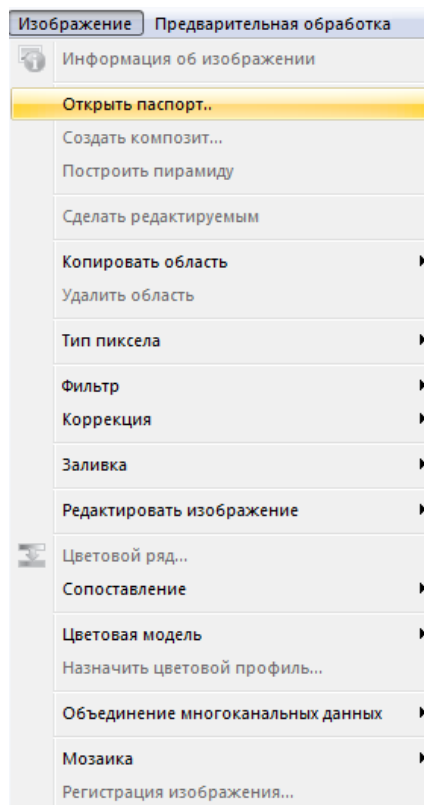 Изображение Предварительная обработка
Информация об изображении
Открыть паспорт..
Создать композит...
Построить пирамиду
Сделать редактируемым
Копировать область
Удалить область
Тип пиксела
Фильтр
Коррекция
Заливка
Редактировать изображение
Цветовой ряд...
Сопоставление
Цветовая модель
Назначить цветовой профиль...
Объединение многоканальных данных
Мозаика
Регистрация изображения...